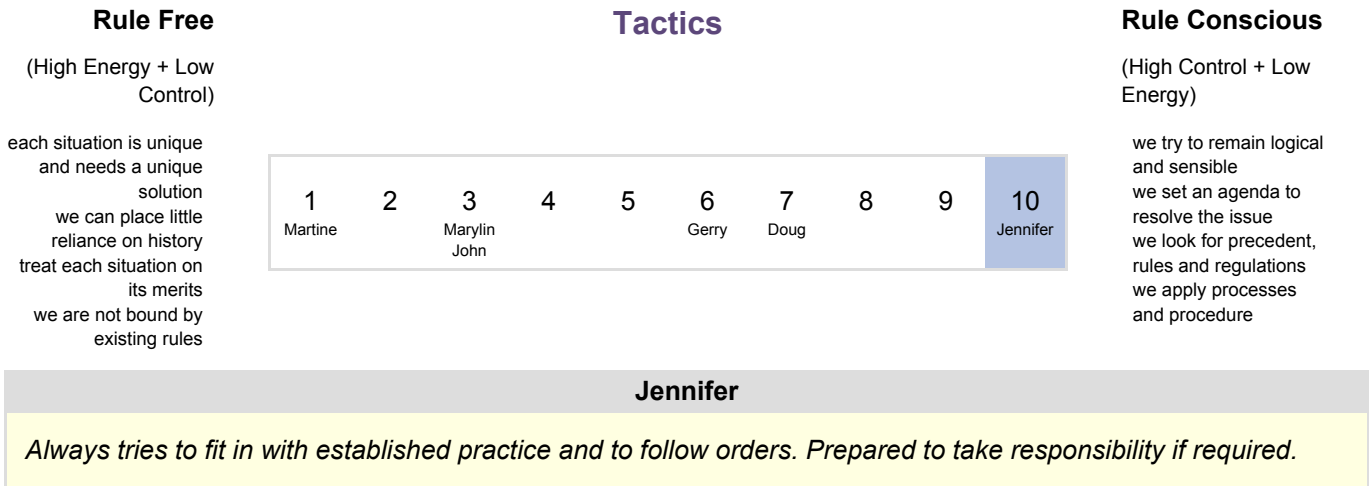 Rule Free
(High Energy + Low
Control)
each situation is unique
and needs a unique
solution
we can place little
reliance on history
treat each situation on
its merits
we are not bound by
existing rules
Tactics
1 2 3 4 5 6 7 8 9 10
Martine Marylin Gerry Doug Jennifer
John
Rule Conscious
(High Control + Low
Energy)
we try to remain logical
and sensible
we set an agenda to
resolve the issue
we look for precedent,
rules and regulations
we apply processes
and procedure
Jennifer
Always tries to fit in with established practice and to follow orders. Prepared to take responsibility if required.